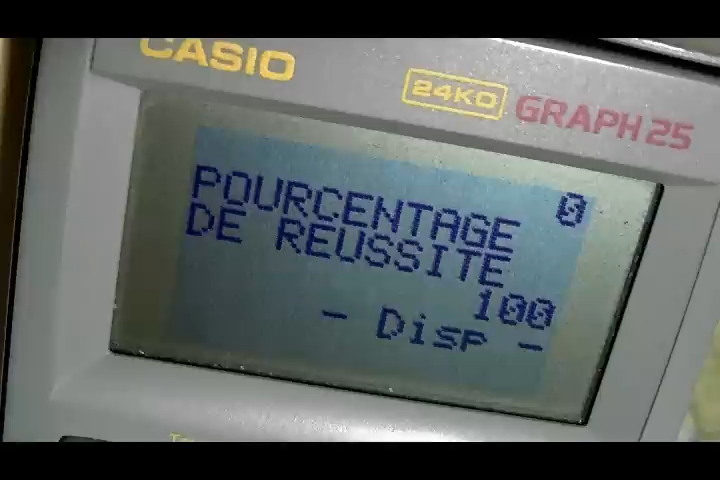 CASIO
24KO GRAPH 25
0
POURCENTAGE
DE REUSSITE
100
- Disp -